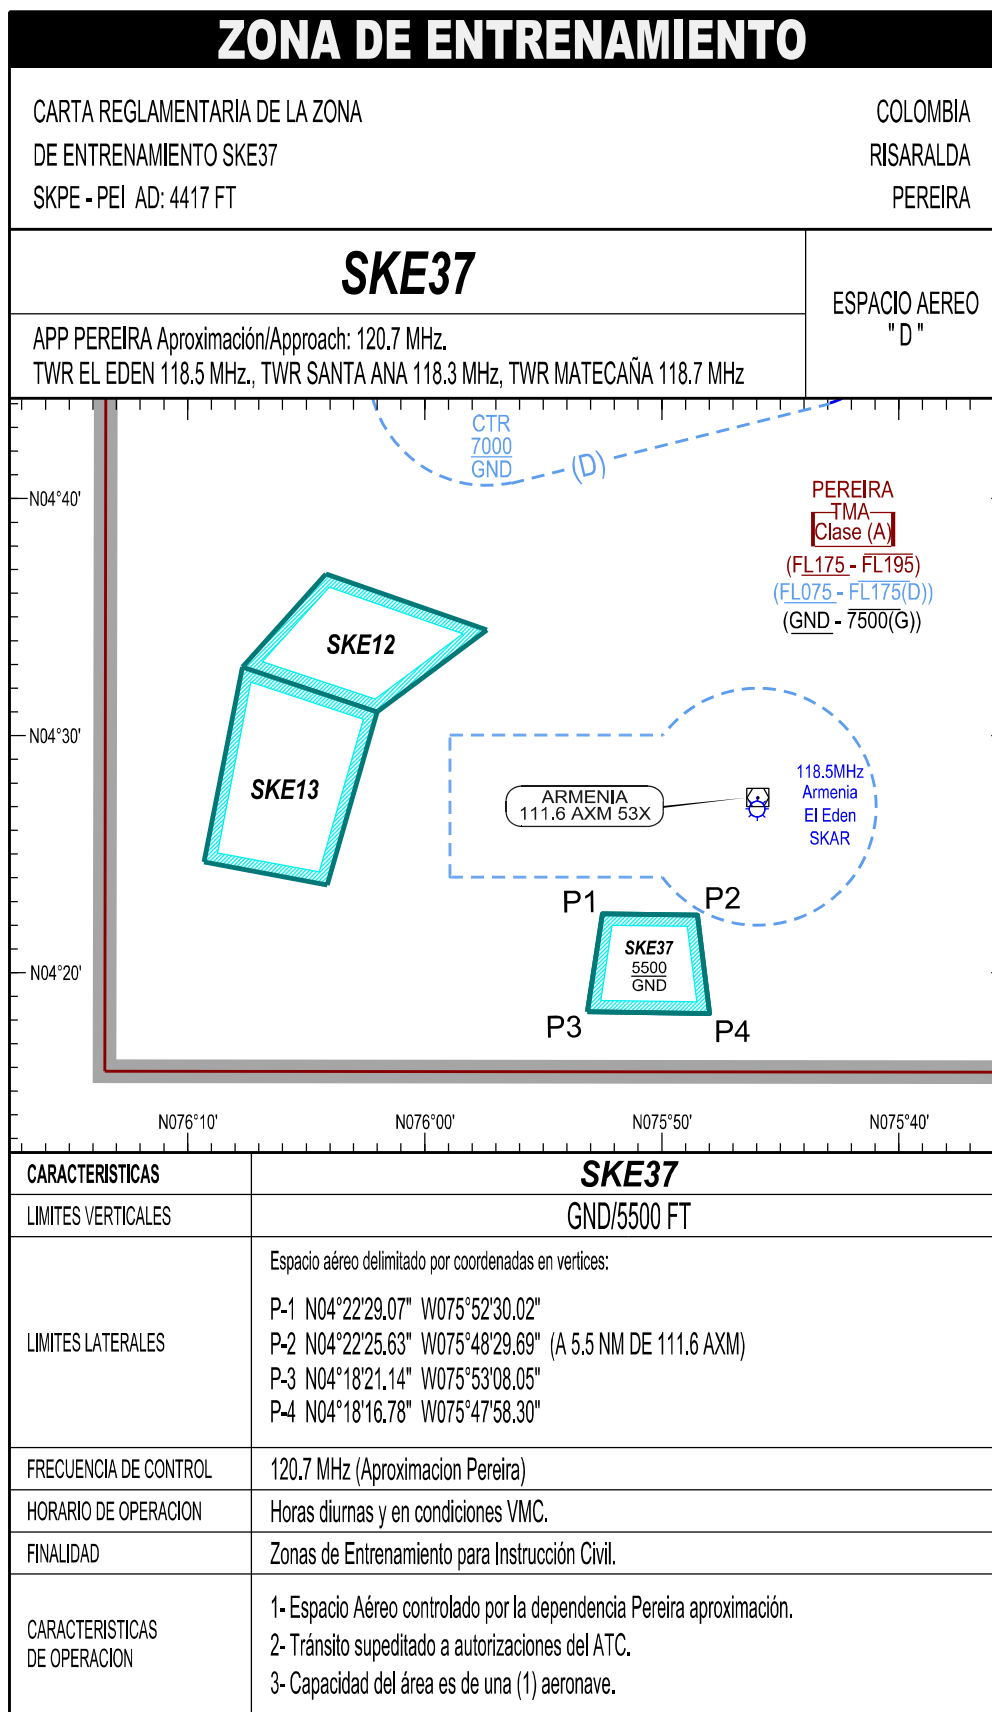 ZONA DE ENTRENAMIENTO
CARTA REGLAMENTARIA DE LA ZONA
DE ENTRENAMIENTO SKE37
SKPE - PEI AD: 4417 FT
COLOMBIA
RISARALDA
PEREIRA
SKE37
APP PEREIRA Aproximación/Approach: 120.7 MHz.
TWR EL EDEN 118.5 MHz., TWR SANTA ANA 118.3 MHz, TWR MATECAÑA 118.7 MHz
ESPACIO AEREO
" D "
CTR
7000
GND
(D)
N04°40'
PEREIRA
TMA
Clase (A)
(FL175 - FL195)
(FL075 - FL175(D))
(GND - 7500(G))
SKE12
N04°30'
SKE13
ARMENIA
111.6 AXM 53X
118.5MHz
Armenia
El Eden
SKAR
P1
P2
SKE37
5500
GND
N04°20'
P3
P4
N076°10'
N076°00'
N075°50'
N075°40'
CARACTERISTICAS
SKE37
LIMITES VERTICALES
GND/5500 FT
LIMITES LATERALES
Espacio aéreo delimitado por coordenadas en vertices:
P-1 N04°22'29.07" W075°52'30.02"
P-2 N04°22'25.63" W075°48'29.69" (A 5.5 NM DE 111.6 AXM)
P-3 N04°18'21.14" W075°53'08.05"
P-4 N04°18'16.78" W075°47'58.30"
FRECUENCIA DE CONTROL
120.7 MHz (Aproximacion Pereira)
HORARIO DE OPERACION
Horas diurnas y en condiciones VMC.
FINALIDAD
Zonas de Entrenamiento para Instrucción Civil.
CARACTERISTICAS
DE OPERACION
1- Espacio Aéreo controlado por la dependencia Pereira aproximación.
2- Tránsito supeditado a autorizaciones del ATC.
3- Capacidad del área es de una (1) aeronave.